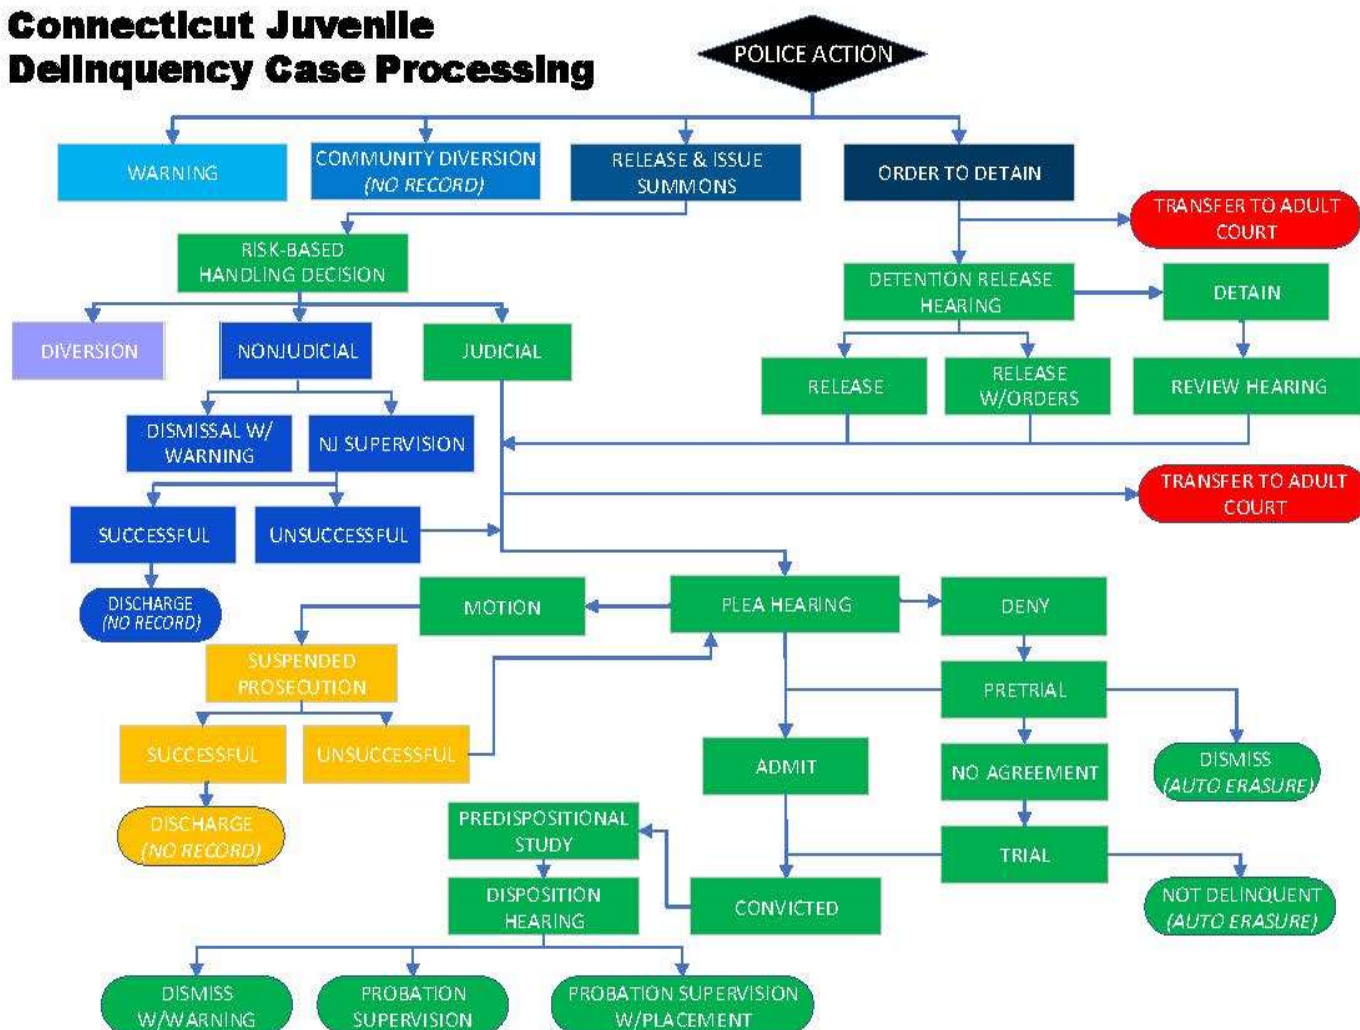 Connecticut Juvenile
Delinquency Case Processing
POLICE ACTION
WARNING
COMMUNITY DIVERSION
(NO RECORD)
RELEASE & ISSUE
SUMMONS
ORDER TO DETAIN
TRANSFER TO ADULT
COURT
RISK-BASED
HANDLING DECISION
DETENTION RELEASE
HEARING
DETAIN
DIVERSION
NONJUDICIAL
JUDICIAL
RELEASE
RELEASE
W/ORDERS
REVIEW HEARING
DISMISSAL W/
WARNING
NJ SUPERVISION
TRANSFER TO ADULT
COURT
SUCCESSFUL
UNSUCCESSFUL
DISCHARGE
(NO RECORD)
MOTION
PLEA HEARING
DENY
SUSPENDED
PROSECUTION
PRETRIAL
SUCCESSFUL
UNSUCCESSFUL
ADMIT
NO AGREEMENT
DISMISS
(AUTO ERASURE)
DISCHARGE
(NO RECORD)
PREDISPOSITIONAL
STUDY
TRIAL
DISPOSITION
HEARING
CONVICTED
NOT DELINQUENT
(AUTO ERASURE)
DISMISS
W/WARNING
PROBATION
SUPERVISION
PROBATION SUPERVISION
W/PLACEMENT